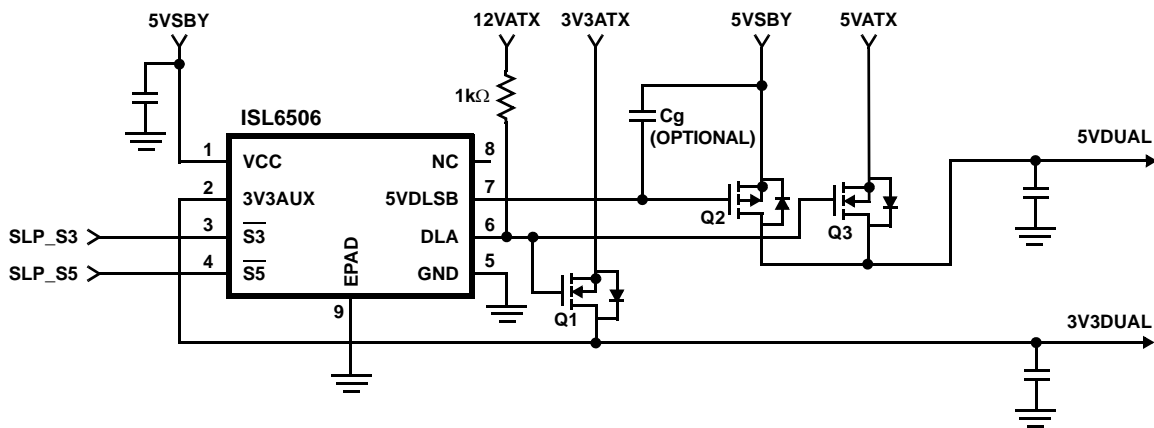 5VSBY
12VATX
3V3ATX
5VSBY
5VATX
1kΩ
Cg
(OPTIONAL)
ISL6506
1
VCC
NC
8
5VDUAL
2
3V3AUX
5VDLSB
7
Q2
Q3
SLP_S3
3
S3
DLA
6
SLP_S5
4
S5
GND
5
EPAD
9
Q1
3V3DUAL